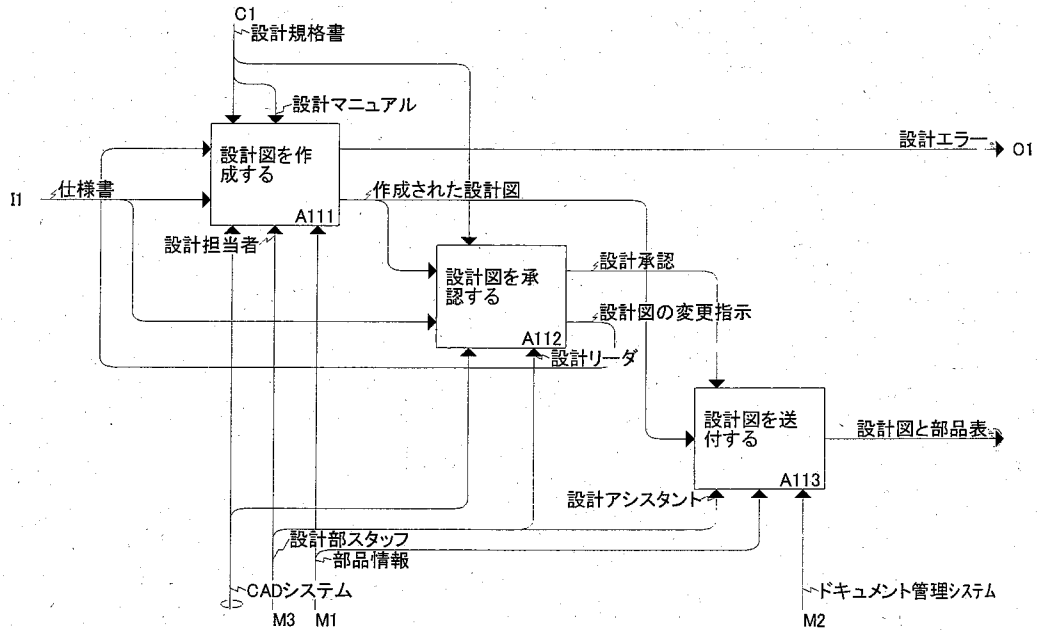 C1
設計規格書
設計マニュアル
設計図を作
成する
A111
設計エラー
O1
I1
仕様書
作成された設計図
設計担当者
設計図を承
認する
A112
設計承認
設計図の変更指示
設計リーダ
設計図を送
付する
A113
設計図と部品表
設計アシスタント
設計部スタッフ
部品情報
CADシステム
M3
M1
ドキュメント管理システム
M2